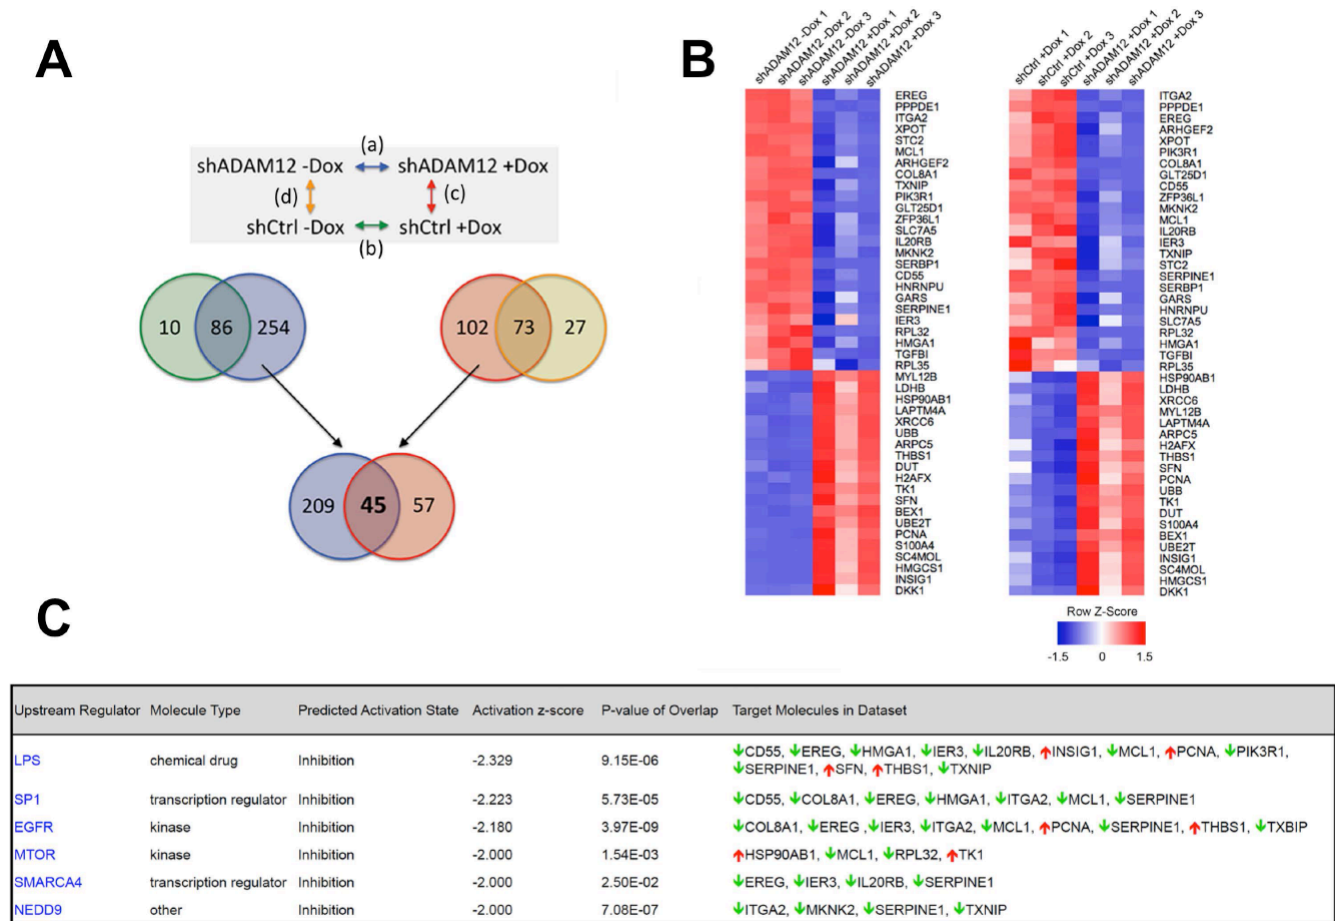 A
(a)
shADAM12 -Dox
shADAM12 +Dox
(d)
(c)
shCtrl -Dox
shCtrl +Dox
(b)
10
86
254
102
73
27
209
45
57
B
shADAM12 -Dox 1
shADAM12 -Dox 2
shADAM12 -Dox 3
shADAM12 +Dox 1
shADAM12 +Dox 2
shADAM12 +Dox 3
EREG
PPPDE1
ITGA2
XPOT
STC2
MCL1
ARHGEF2
COL8A1
TXNIP
PIK3R1
GLT25D1
ZFP36L1
SLC7A5
IL20RB
MKNK2
SERBP1
CD55
HNRNPU
GARS
SERPINE1
IER3
RPL32
HMGA1
TGFBI
RPL35
MYL12B
LDHB
HSP90AB1
LAPTM4A
XRCC6
UBB
ARPC5
THBS1
DUT
H2AFX
TK1
SFN
BEX1
UBE2T
PCNA
S100A4
SC4MOL
HMGCS1
INSIG1
DKK1
shCtrl +Dox 1
shCtrl +Dox 2
shCtrl +Dox 3
shADAM12 +Dox 1
shADAM12 +Dox 2
shADAM12 +Dox 3
ITGA2
PPPDE1
EREG
ARHGEF2
XPOT
PIK3R1
COL8A1
GLT25D1
CD55
ZFP36L1
MKNK2
MCL1
IL20RB
IER3
TXNIP
STC2
SERPINE1
SERBP1
GARS
HNRNPU
SLC7A5
RPL32
HMGA1
TGFBI
RPL35
HSP90AB1
LDHB
XRCC6
MYL12B
LAPTM4A
ARPC5
H2AFX
THBS1
SFN
PCNA
UBB
TK1
DUT
S100A4
BEX1
UBE2T
INSIG1
SC4MOL
HMGCS1
DKK1
Row Z-Score
-1.5 0 1.5
C
Upstream Regulator Molecule Type Predicted Activation State Activation z-score P-value of Overlap Target Molecules in Dataset
LPS chemical drug Inhibition -2.329 9.15E-06 ↓CD55, ↓EREG, ↓HMGA1, ↓IER3, ↓IL20RB, ↑INSIG1, ↓MCL1, ↑PCNA, ↓PIK3R1,
↓SERPINE1, ↑SFN, ↑THBS1, ↓TXNIP
SP1 transcription regulator Inhibition -2.223 5.73E-05 ↓CD55, ↓COL8A1, ↓EREG, ↓HMGA1, ↓ITGA2, ↓MCL1, ↓SERPINE1
EGFR kinase Inhibition -2.180 3.97E-09 ↓COL8A1, ↓EREG ,↓IER3, ↓ITGA2, ↓MCL1, ↑PCNA, ↓SERPINE1, ↑THBS1, ↓TXBIP
MTOR kinase Inhibition -2.000 1.54E-03 ↑HSP90AB1, ↓MCL1, ↓RPL32, ↑TK1
SMARCA4 transcription regulator Inhibition -2.000 2.50E-02 ↓EREG, ↓IER3, ↓IL20RB, ↓SERPINE1
NEDD9 other Inhibition -2.000 7.08E-07 ↓ITGA2, ↓MKNK2, ↓SERPINE1, ↓TXNIP